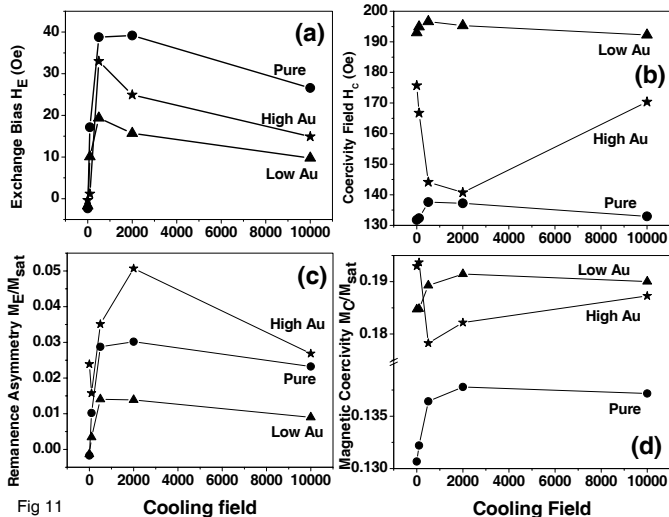 (a)
Exchange Bias H_E (Oe)
40
30
20
10
0
Pure
High Au
Low Au
0 2000 4000 6000 8000 10000
(b)
Coercivity Field H_c (Oe)
200
190
180
170
160
150
140
130
Low Au
High Au
Pure
0 2000 4000 6000 8000 10000
(c)
Remanence Asymmetry M_E/M_sat
0.05
0.04
0.03
0.02
0.01
0.00
High Au
Pure
Low Au
0 2000 4000 6000 8000 10000
Cooling field
(d)
Magnetic Coercivity M_C/M_sat
0.19
0.18
0.135
0.130
Low Au
High Au
Pure
0 2000 4000 6000 8000 10000
Cooling Field
Fig 11